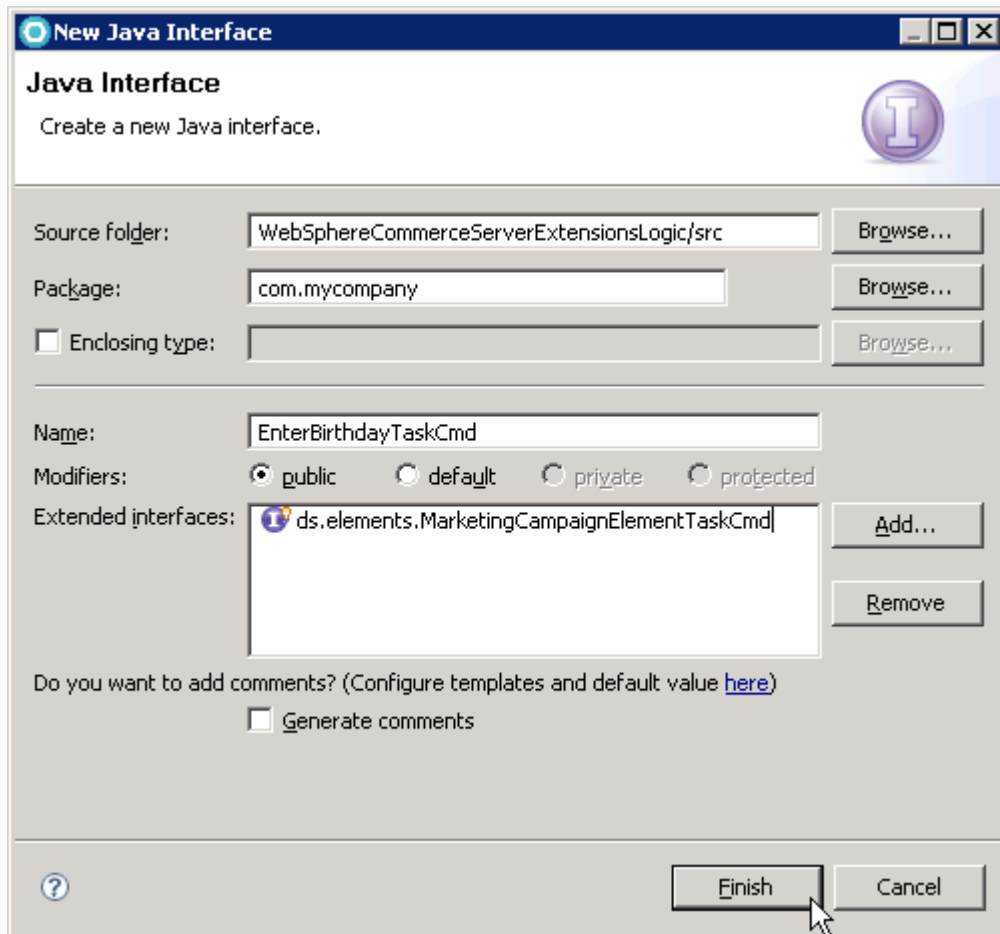 New Java Interface
Java Interface
Create a new Java interface.
I
Source folder: WebSphereCommerceServerExtensionsLogic/src Browse...
Package: com.mycompany Browse...
Enclosing type: Browse...
Name: EnterBirthdayTaskCmd
Modifiers: public default private protected
Extended interfaces: I ds.elements.MarketingCampaignElementTaskCmd Add...
Remove
Do you want to add comments? (Configure templates and default value here)
Generate comments
? Finish Cancel